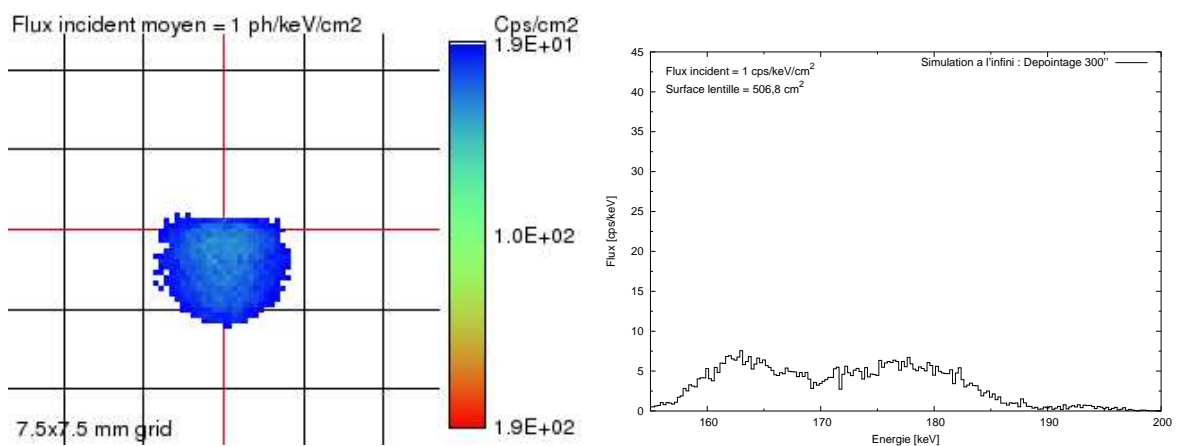 Flux incident moyen = 1 ph/keV/cm2
Cps/cm2
1.9E+01
1.0E+02
1.9E+02
7.5x7.5 mm grid
Flux incident = 1 cps/keV/cm²
Surface lentille = 506,8 cm²
Simulation a l'infini : Depointage 300''
Flux [cps/keV]
45
40
35
30
25
20
15
10
5
0
160
170
180
190
200
Energie [keV]